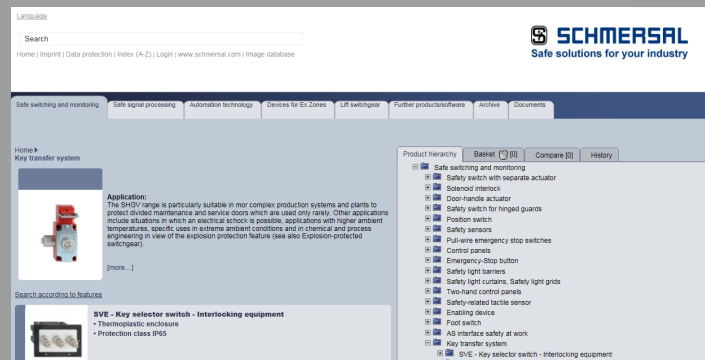 Language
Search
Home | Imprint | Data protection | Index (A-Z) | Login | www.schmersal.com | Image database
SCHMERSAL
Safe solutions for your industry
Safe switching and monitoring
Safe signal processing
Automation technology
Devices for Ex Zones
Lift switchgear
Further products/software
Archive
Documents
Home
Key transfer system
Application:
The SHGV range is particularly suitable in mor complex production systems and plants to
protect divided maintenance and service doors which are used only rarely. Other applications
include situations in which an electrical schock is possible, applications with higher ambient
temperatures, specific uses in extreme ambient conditions and in chemical and process
engineering in view of the explosion protection feature (see also Explosion-protected
switchgear).
[more...]
Search according to features
SVE - Key selector switch - Interlocking equipment
• Thermoplastic enclosure
• Protection class IP65
Product hierarchy
Basket [0]
Compare [0]
History
Safe switching and monitoring
Safety switch with separate actuator
Solenoid interlock
Door-handle actuator
Safety switch for hinged guards
Position switch
Safety sensors
Pull-wire emergency stop switches
Control panels
Emergency-Stop button
Safety light barriers
Safety light curtains, Safety light grids
Two-hand control panels
Safety-related tactile sensor
Enabling device
Foot switch
AS interface safety at work
Key transfer system
SVE - Key selector switch - Interlocking equipment